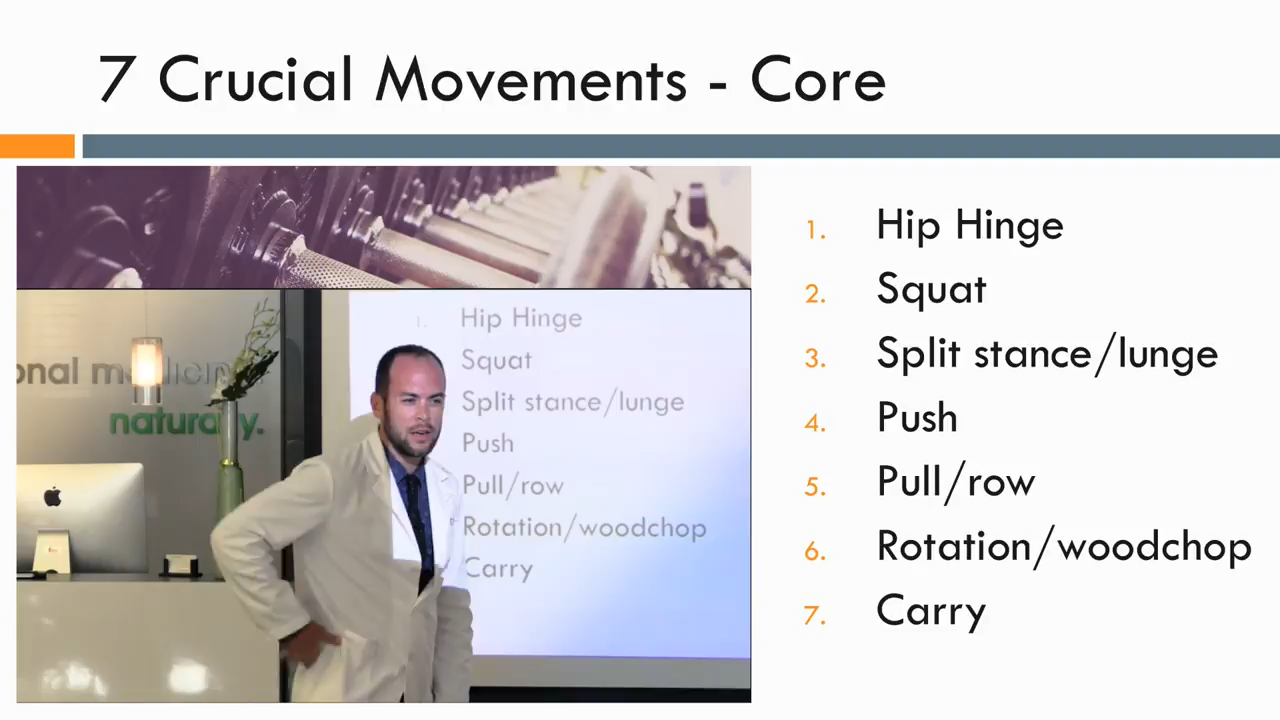 7 Crucial Movements - Core
1. Hip Hinge
2. Squat
3. Split stance/lunge
4. Push
5. Pull/row
6. Rotation/woodchop
7. Carry
1. Hip Hinge
Squat
Split stance/lunge
Push
Pull/row
Rotation/woodchop
Carry
naturally.